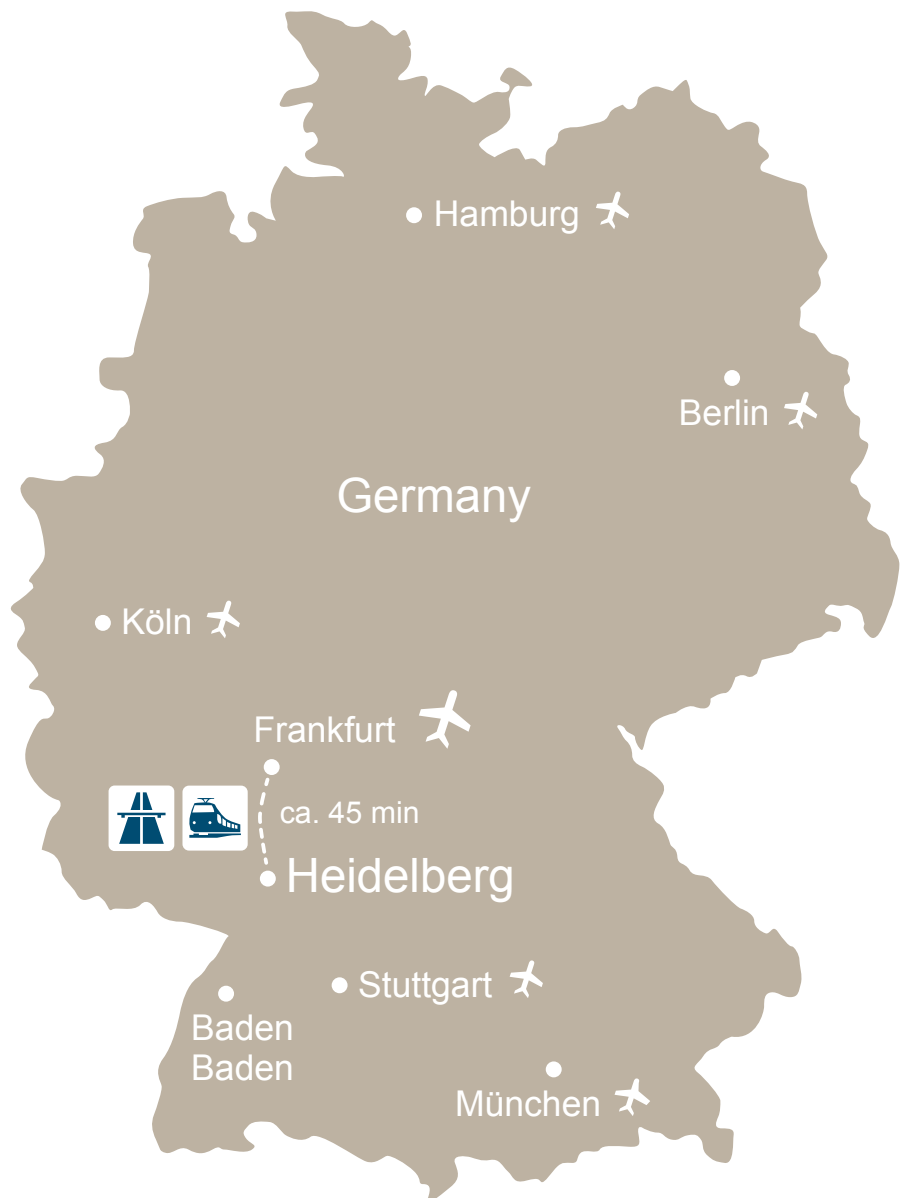 Hamburg
Berlin
Germany
Köln
Frankfurt
ca. 45 min
Heidelberg
Stuttgart
Baden
Baden
München